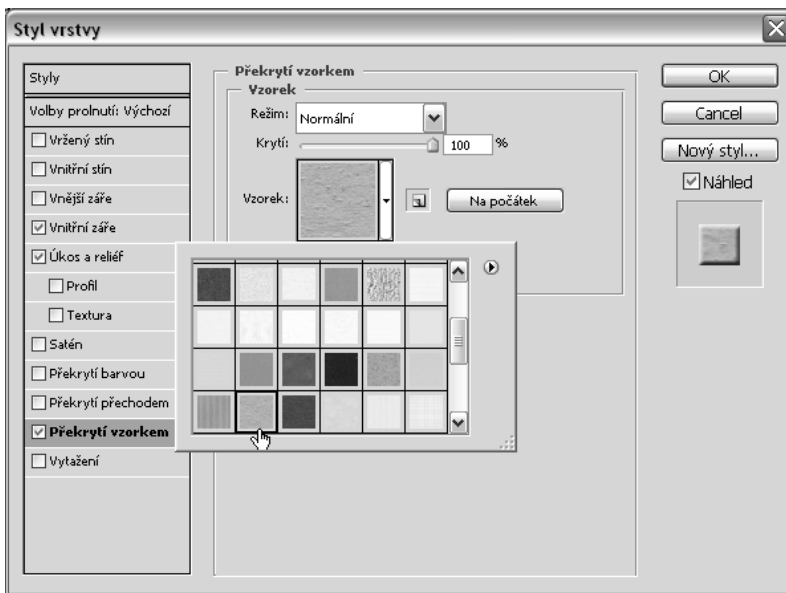 Styl vrstvy
Styly
Volby prolnutí: Výchozí
Vržený stín
Vnitřní stín
Vnější záře
Vnitřní záře
Úkos a reliéf
Profil
Textura
Satén
Překrytí barvou
Překrytí přechodem
Překrytí vzorkem
Vytažení
Překrytí vzorkem
Vzorek
Režim: Normální
Krytí: 100 %
Vzorek: Na počátek
OK
Cancel
Nový styl...
Náhled